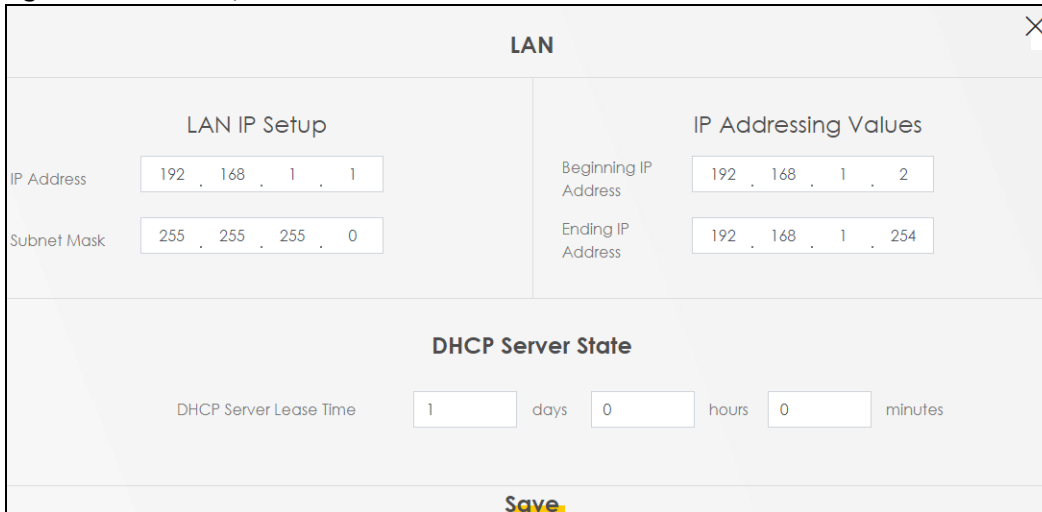 LAN
LAN IP Setup
IP Address 192 . 168 . 1 . 1
Subnet Mask 255 . 255 . 255 . 0
IP Addressing Values
Beginning IP
Address
192 . 168 . 1 . 2
Ending IP
Address
192 . 168 . 1 . 254
DHCP Server State
DHCP Server Lease Time 1 days 0 hours 0 minutes
Save